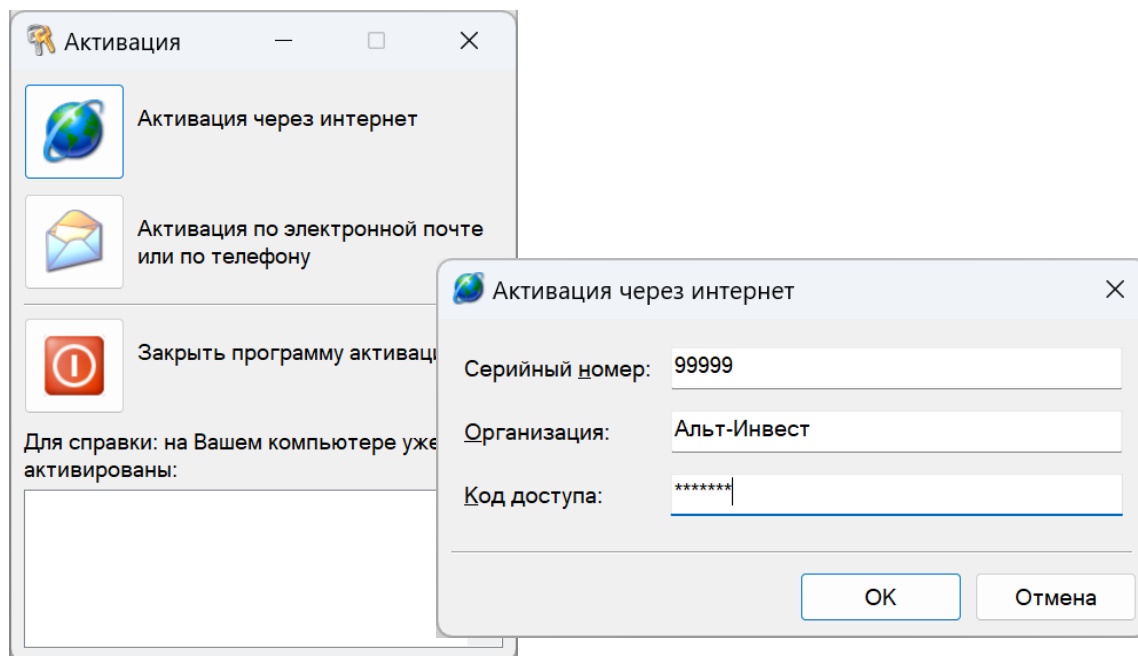 Активация
Активация через интернет
Активация по электронной почте
или по телефону
Закрыть программу активац
Для справки: на Вашем компьютере уже
активированы:
Активация через интернет
Серийный номер: 99999
Организация: Альт-Инвест
Код доступа: *******
OK Отмена